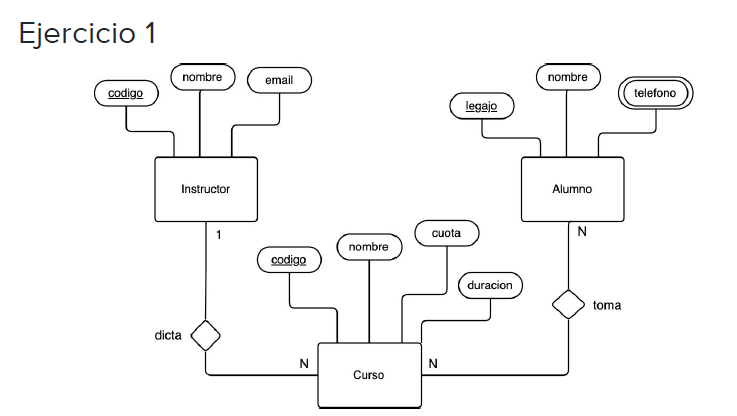 Ejercicio 1
codigo
nombre
email
Instructor
1
dicta
N
legajo
nombre
telefono
Alumno
N
toma
N
codigo
nombre
cuota
duracion
Curso